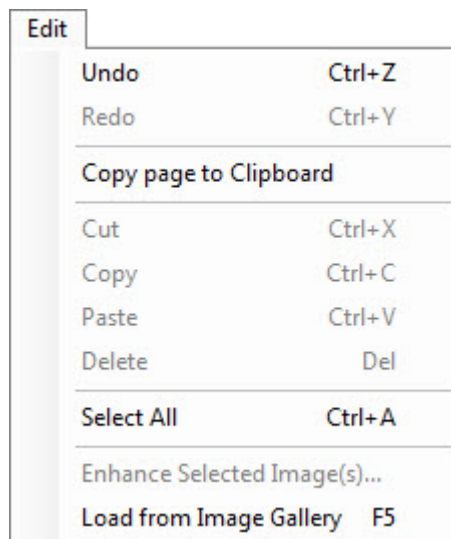 Edit
Undo Ctrl+Z
Redo Ctrl+Y
Copy page to Clipboard
Cut Ctrl+X
Copy Ctrl+C
Paste Ctrl+V
Delete Del
Select All Ctrl+A
Enhance Selected Image(s)...
Load from Image Gallery F5